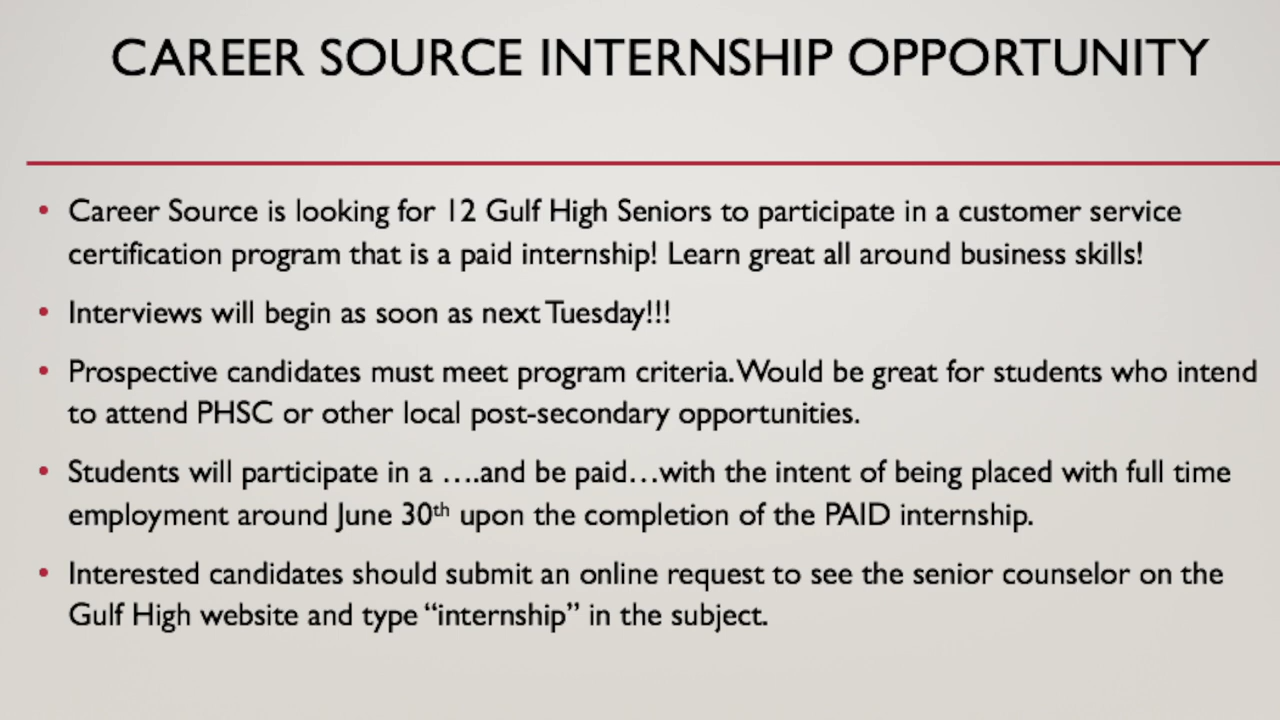 CAREER SOURCE INTERNSHIP OPPORTUNITY
• Career Source is looking for 12 Gulf High Seniors to participate in a customer service
certification program that is a paid internship! Learn great all around business skills!
• Interviews will begin as soon as next Tuesday!!!
• Prospective candidates must meet program criteria. Would be great for students who intend
to attend PHSC or other local post-secondary opportunities.
• Students will participate in a ….and be paid…with the intent of being placed with full time
employment around June 30th upon the completion of the PAID internship.
• Interested candidates should submit an online request to see the senior counselor on the
Gulf High website and type “internship” in the subject.